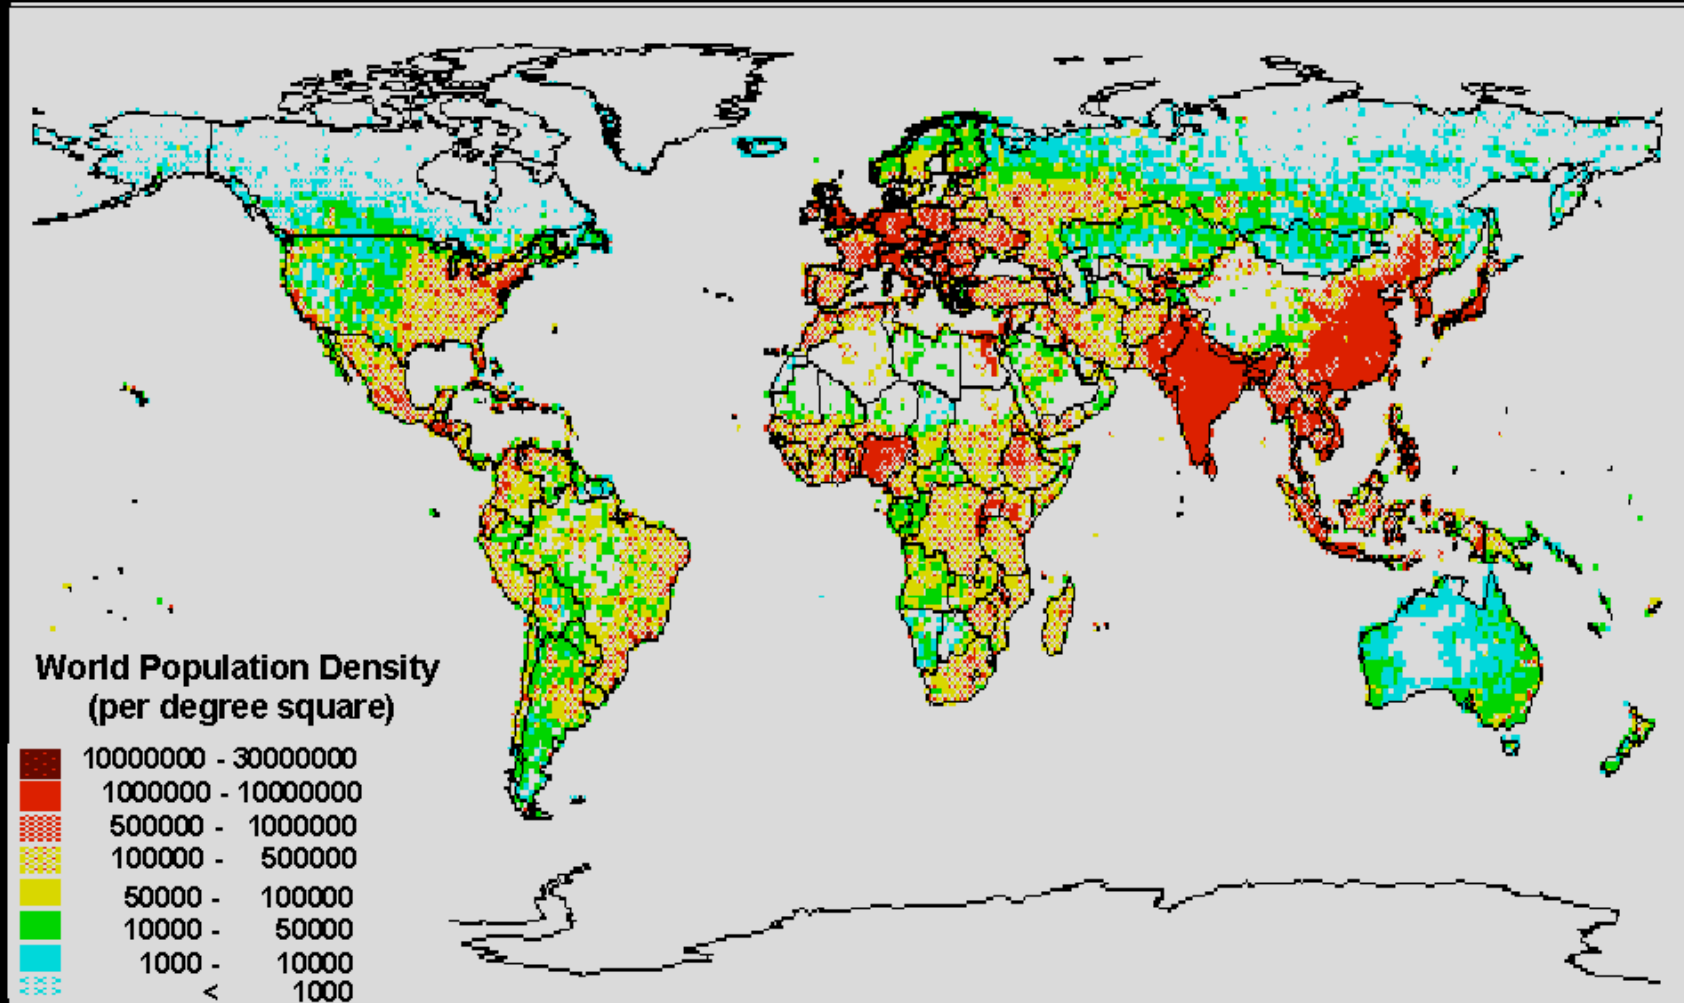 World Population Density
(per degree square)
10000000 - 30000000
1000000 - 10000000
500000 - 1000000
100000 - 500000
50000 - 100000
10000 - 50000
1000 - 10000
< 1000